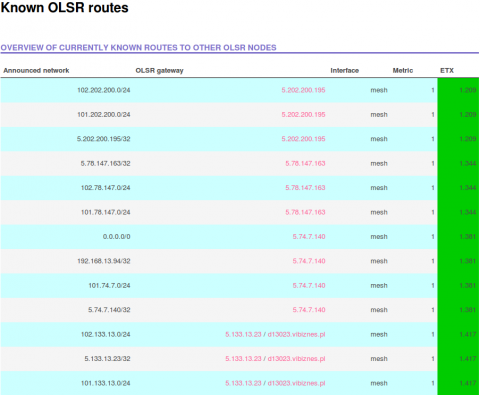 Known OLSR routes
OVERVIEW OF CURRENTLY KNOWN ROUTES TO OTHER OLSR NODES
Announced network OLSR gateway Interface Metric ETX
102.202.200.0/24 5.202.200.195 mesh 1 1.209
101.202.200.0/24 5.202.200.195 mesh 1 1.209
5.202.200.195/32 5.202.200.195 mesh 1 1.209
5.78.147.163/32 5.78.147.163 mesh 1 1.344
102.78.147.0/24 5.78.147.163 mesh 1 1.344
101.78.147.0/24 5.78.147.163 mesh 1 1.344
0.0.0.0/0 5.74.7.140 mesh 1 1.381
192.168.13.94/32 5.74.7.140 mesh 1 1.381
101.74.7.0/24 5.74.7.140 mesh 1 1.381
5.74.7.140/32 5.74.7.140 mesh 1 1.381
102.133.13.0/24 5.133.13.23 / d13023.vibiznes.pl mesh 1 1.417
5.133.13.23/32 5.133.13.23 / d13023.vibiznes.pl mesh 1 1.417
101.133.13.0/24 5.133.13.23 / d13023.vibiznes.pl mesh 1 1.417